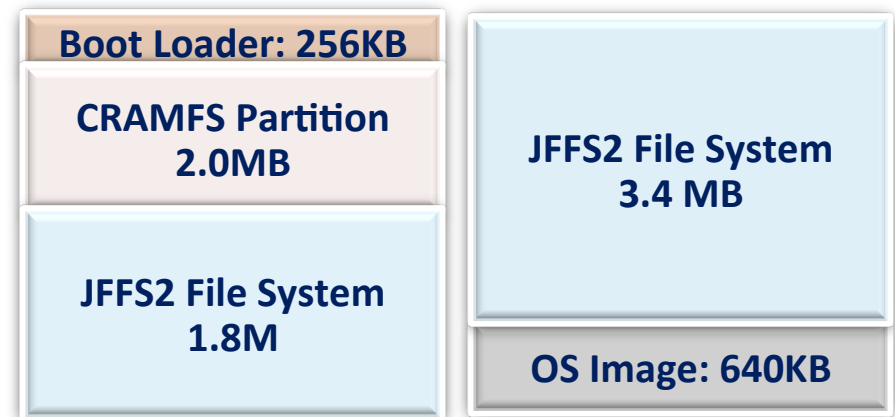 Boot Loader: 256KB
CRAMFS Partition
2.0MB
JFFS2 File System
1.8M
JFFS2 File System
3.4 MB
OS Image: 640KB